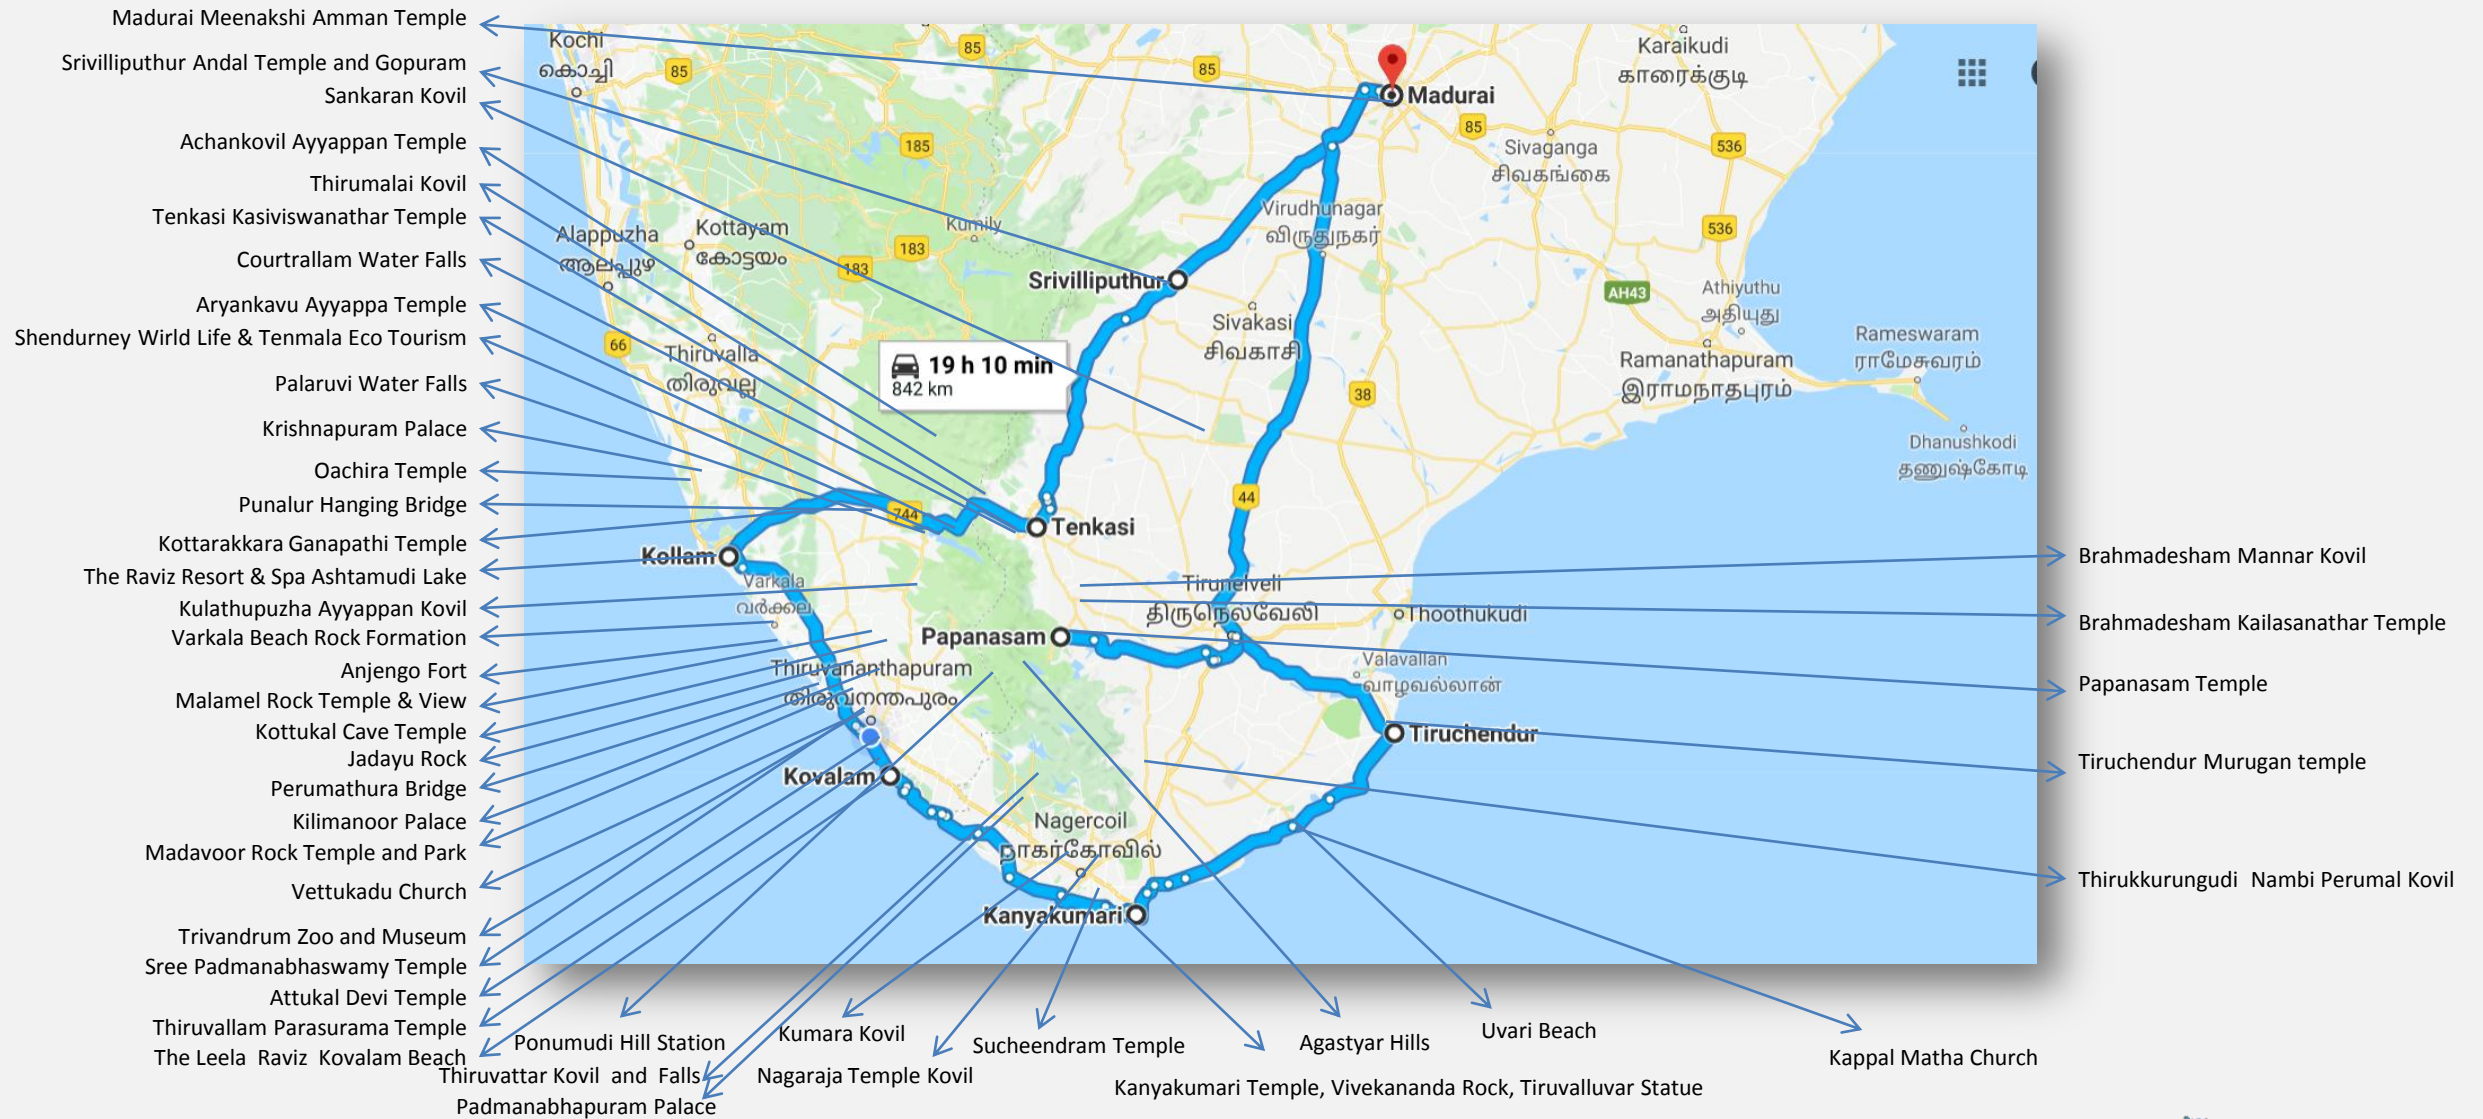 Madurai Meenakshi Amman Temple
Srivilliputhur Andal Temple and Gopuram
Sankaran Kovil
Achankovil Ayyappan Temple
Thirumalai Kovil
Tenkasi Kasiviswanathar Temple
Courtrallam Water Falls
Aryankavu Ayyappa Temple
Shendurney Wirld Life & Tenmala Eco Tourism
Palaruvi Water Falls
Krishnapuram Palace
Oachira Temple
Punalur Hanging Bridge
Kottarakkara Ganapathi Temple
The Raviz Resort & Spa Ashtamudi Lake
Kulathupuzha Ayyappan Kovil
Varkala Beach Rock Formation
Anjengo Fort
Malamel Rock Temple & View
Kottukal Cave Temple
Jadayu Rock
Perumathura Bridge
Kilimanoor Palace
Madavoor Rock Temple and Park
Vettukadu Church
Trivandrum Zoo and Museum
Sree Padmanabhaswamy Temple
Attukal Devi Temple
Thiruvallam Parasurama Temple
The Leela Raviz Kovalam Beach
Kochi
കൊച്ചി
85
85
85
85
Karaikudi
காரைக்குடி
Madurai
185
Sivaganga
சிவகங்கை
536
536
Alappuzha
ആലപ്പുഴ
Kottayam
കോട്ടയം
Kumily
183
183
Virudhunagar
விருதுநகர்
Srivilliputhur
AH43
Athiyuthu
அதியுது
Sivakasi
சிவகாசி
66
Thiruvalla
തിരുവല്ല
19 h 10 min
842 km
38
Ramanathapuram
இராமநாதபுரம்
Rameswaram
ராமேசுவரம்
Dhanushkodi
தனுஷ்கோடி
44
744
Tenkasi
Kollam
Varkala
വർക്കല
Tirunelveli
திருநெல்வேலி
Thoothukudi
Papanasam
Valavallan
வாழவல்லான்
Thiruvananthapuram
തിരുവനന്തപുരം
Tiruchendur
Kovalam
Nagercoil
நாகர்கோவில்
Kanyakumari
Brahmadesham Mannar Kovil
Brahmadesham Kailasanathar Temple
Papanasam Temple
Tiruchendur Murugan temple
Thirukkurungudi Nambi Perumal Kovil
Ponumudi Hill Station
Thiruvattar Kovil and Falls
Padmanabhapuram Palace
Kumara Kovil
Nagaraja Temple Kovil
Sucheendram Temple
Kanyakumari Temple, Vivekananda Rock, Tiruvalluvar Statue
Agastyar Hills
Uvari Beach
Kappal Matha Church